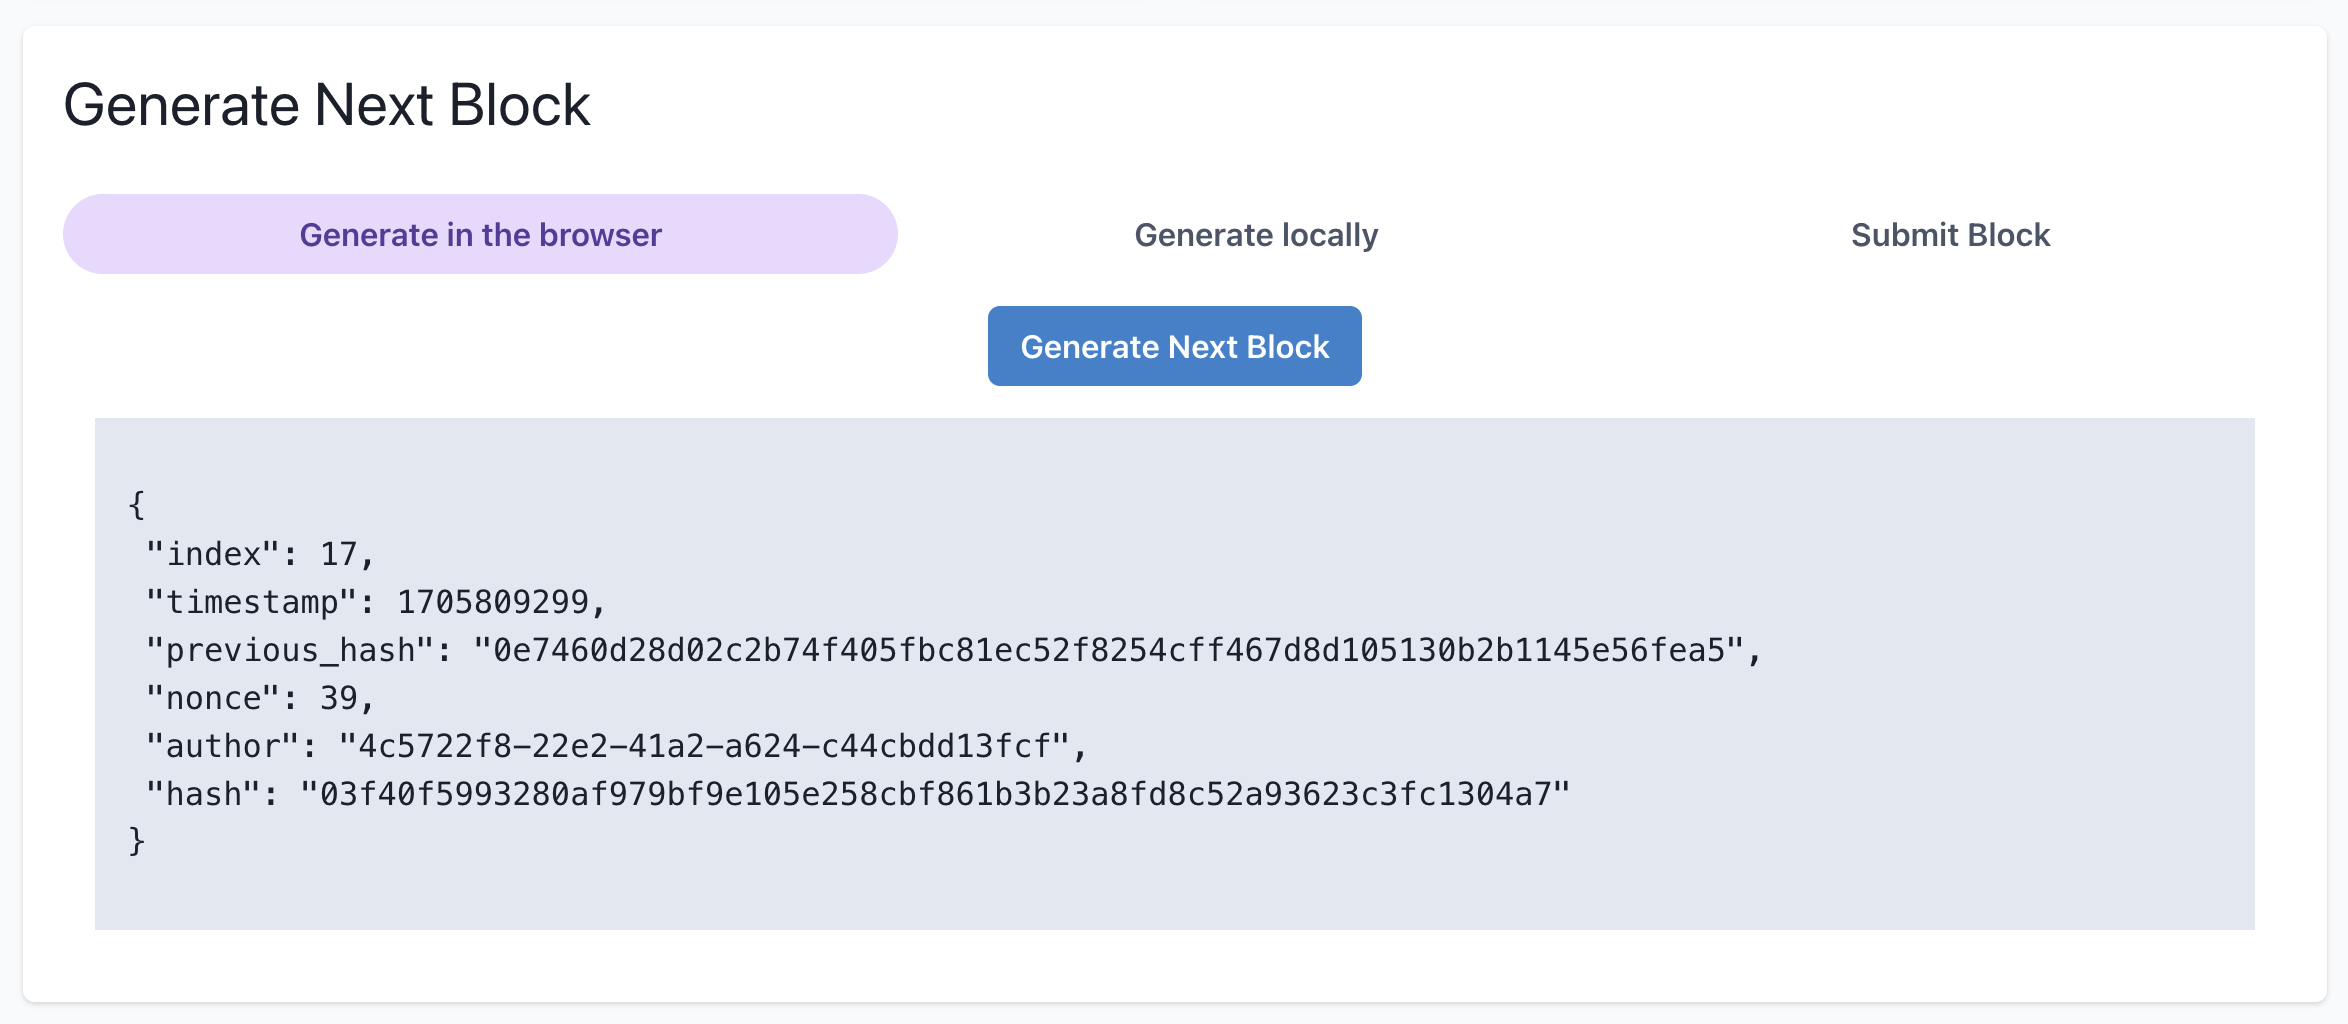 Generate Next Block
Generate in the browser
Generate locally
Submit Block
Generate Next Block
{
"index": 17,
"timestamp": 1705809299,
"previous_hash": "0e7460d28d02c2b74f405fbc81ec52f8254cff467d8d105130b2b1145e56fea5",
"nonce": 39,
"author": "4c5722f8-22e2-41a2-a624-c44cbdd13fcf",
"hash": "03f40f5993280af979bf9e105e258cbf861b3b23a8fd8c52a93623c3fc1304a7"
}